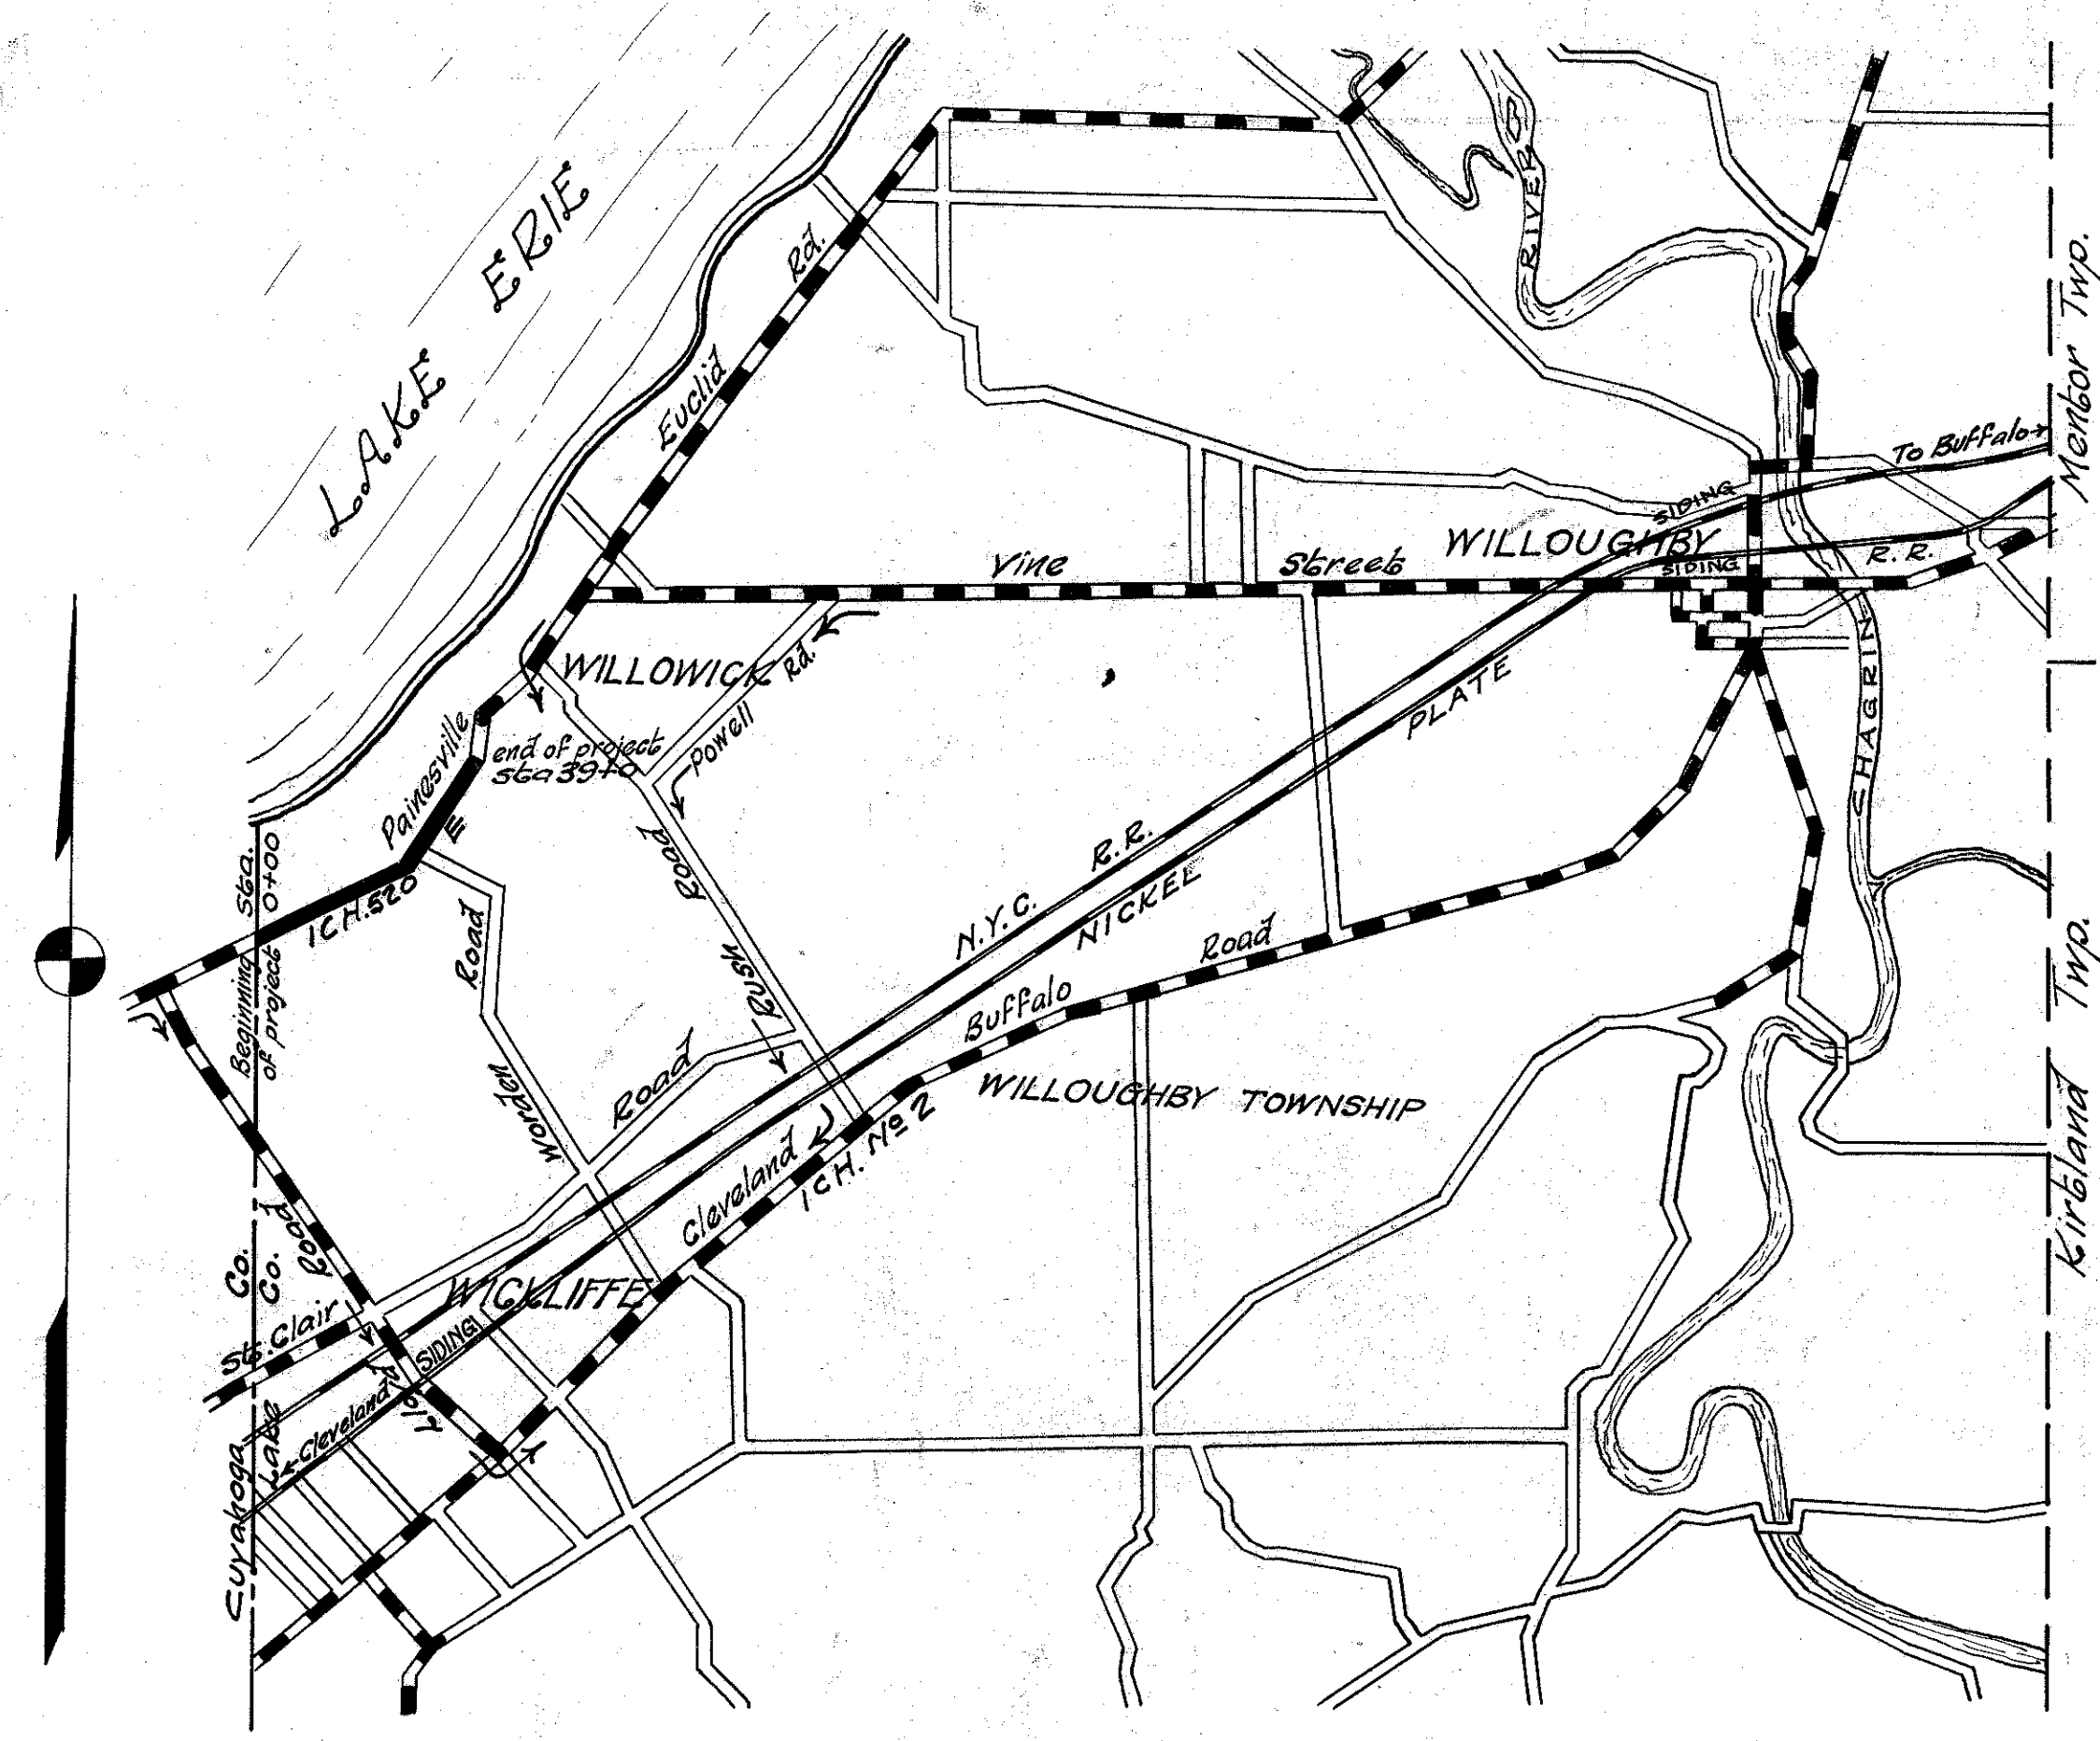 LAKE ERIE
RIVER
Mentor Twp.
Euclid Rd.
To Buffalo
SIDING
WILLOUGHBY
SIDING
R. R.
Vine Street
WILLOWICK
Powell Rd.
CHAGRIN
Painesville
E
end of project
sta 39+0
Beginning Sta.
of project 0+00
I C H. 520
Road
Worden
Road
Rush
N.Y.C. R.R.
NICKEL PLATE
Cleveland Buffalo Road
I C H. No 2
WILLOUGHBY TOWNSHIP
Kirtland Twp.
Road
Road
Lloyd
St. Clair
WICKLIFFE
SIDING
Cleveland
Cuyahoga Co.
Lake Co.